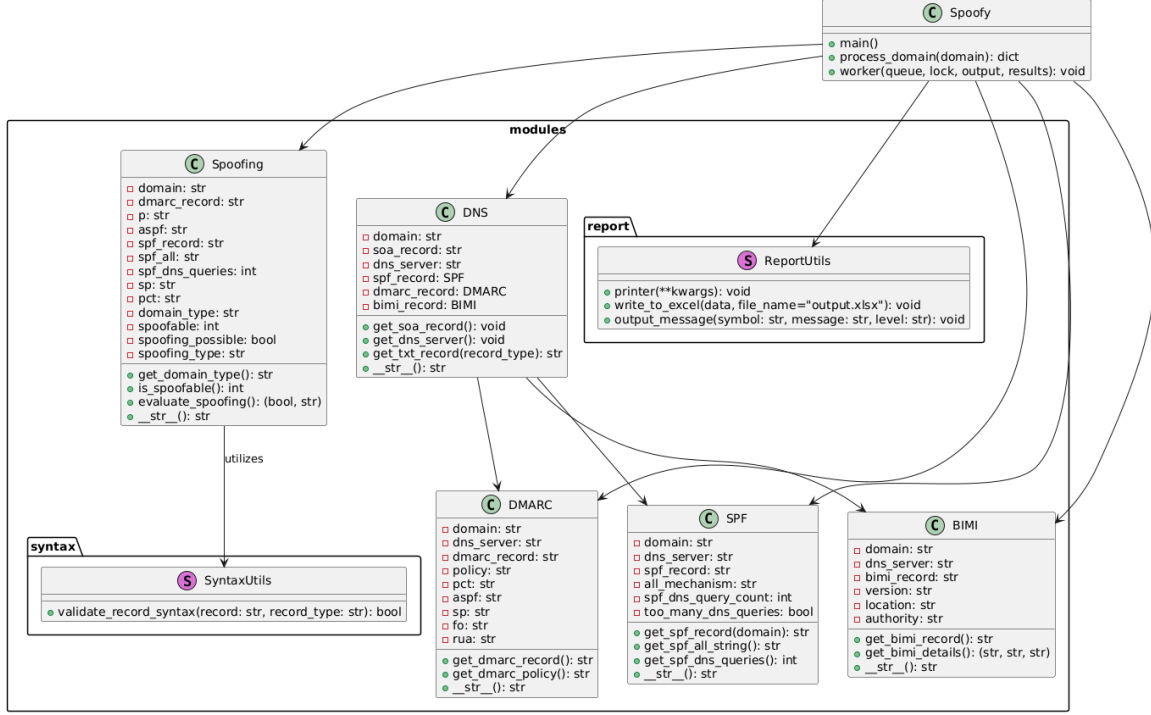 C Spoofy
main()
process_domain(domain): dict
worker(queue, lock, output, results): void
modules
C Spoofing
domain: str
dmarc_record: str
p: str
aspf: str
spf_record: str
spf_all: str
spf_dns_queries: int
sp: str
pct: str
domain_type: str
spoofable: int
spoofing_possible: bool
spoofing_type: str
get_domain_type(): str
is_spoofable(): int
evaluate_spoofing(): (bool, str)
__str__(): str
C DNS
domain: str
soa_record: str
dns_server: str
spf_record: SPF
dmarc_record: DMARC
bimi_record: BIMI
get_soa_record(): void
get_dns_server(): void
get_txt_record(record_type): str
__str__(): str
report
S ReportUtils
printer(**kwargs): void
write_to_excel(data, file_name="output.xlsx"): void
output_message(symbol: str, message: str, level: str): void
utilizes
syntax
S SyntaxUtils
validate_record_syntax(record: str, record_type: str): bool
C DMARC
domain: str
dns_server: str
dmarc_record: str
policy: str
pct: str
aspf: str
sp: str
fo: str
rua: str
get_dmarc_record(): str
get_dmarc_policy(): str
__str__(): str
C SPF
domain: str
dns_server: str
spf_record: str
all_mechanism: str
spf_dns_query_count: int
too_many_dns_queries: bool
get_spf_record(domain): str
get_spf_all_string(): str
get_spf_dns_queries(): int
__str__(): str
C BIMI
domain: str
dns_server: str
bimi_record: str
version: str
location: str
authority: str
get_bimi_record(): str
get_bimi_details(): (str, str, str)
__str__(): str